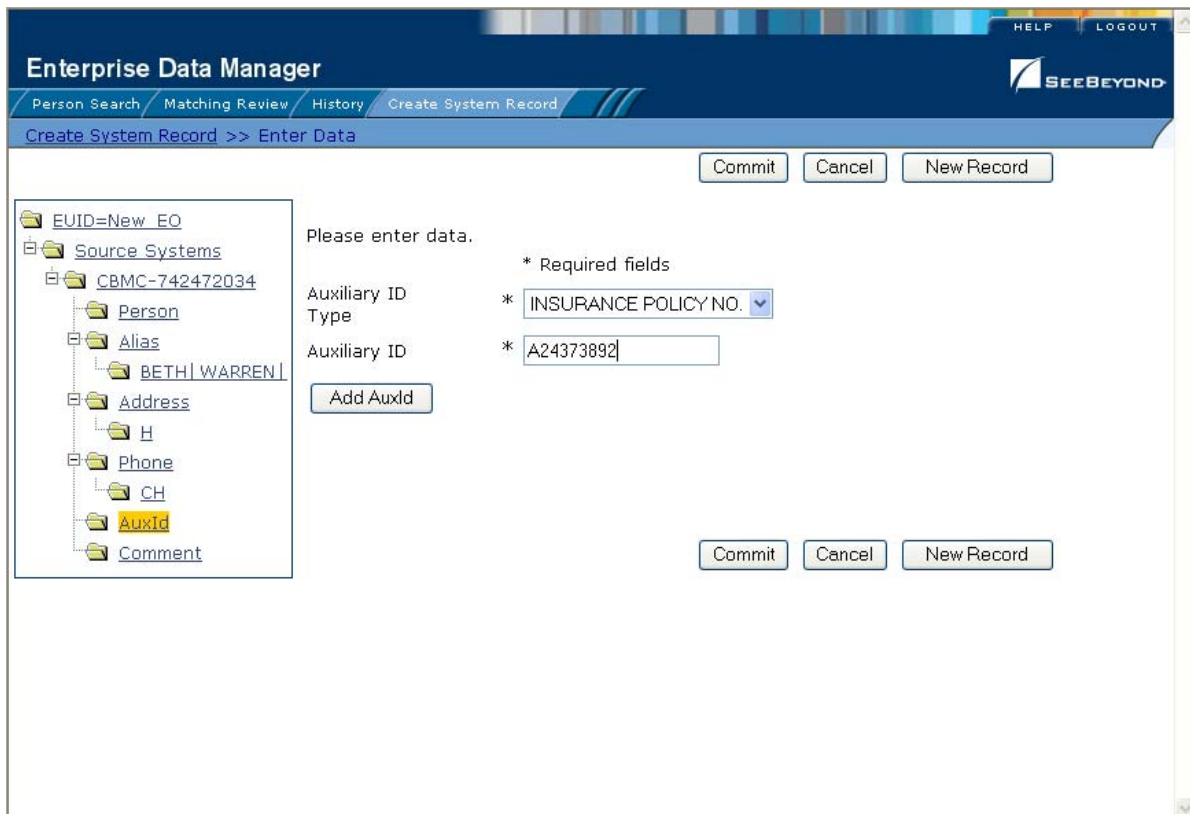 HELP LOGOUT
Enterprise Data Manager
SEEBEYOND
Person Search Matching Review History Create System Record
Create System Record >> Enter Data
Commit Cancel New Record
EUID=New_EO
Source Systems
CBMC-742472034
Person
Alias
BETH|WARREN|
Address
H
Phone
CH
AuxId
Comment
Please enter data.
* Required fields
Auxiliary ID
Type
* INSURANCE POLICY NO.
Auxiliary ID * A24373892
Add AuxId
Commit Cancel New Record